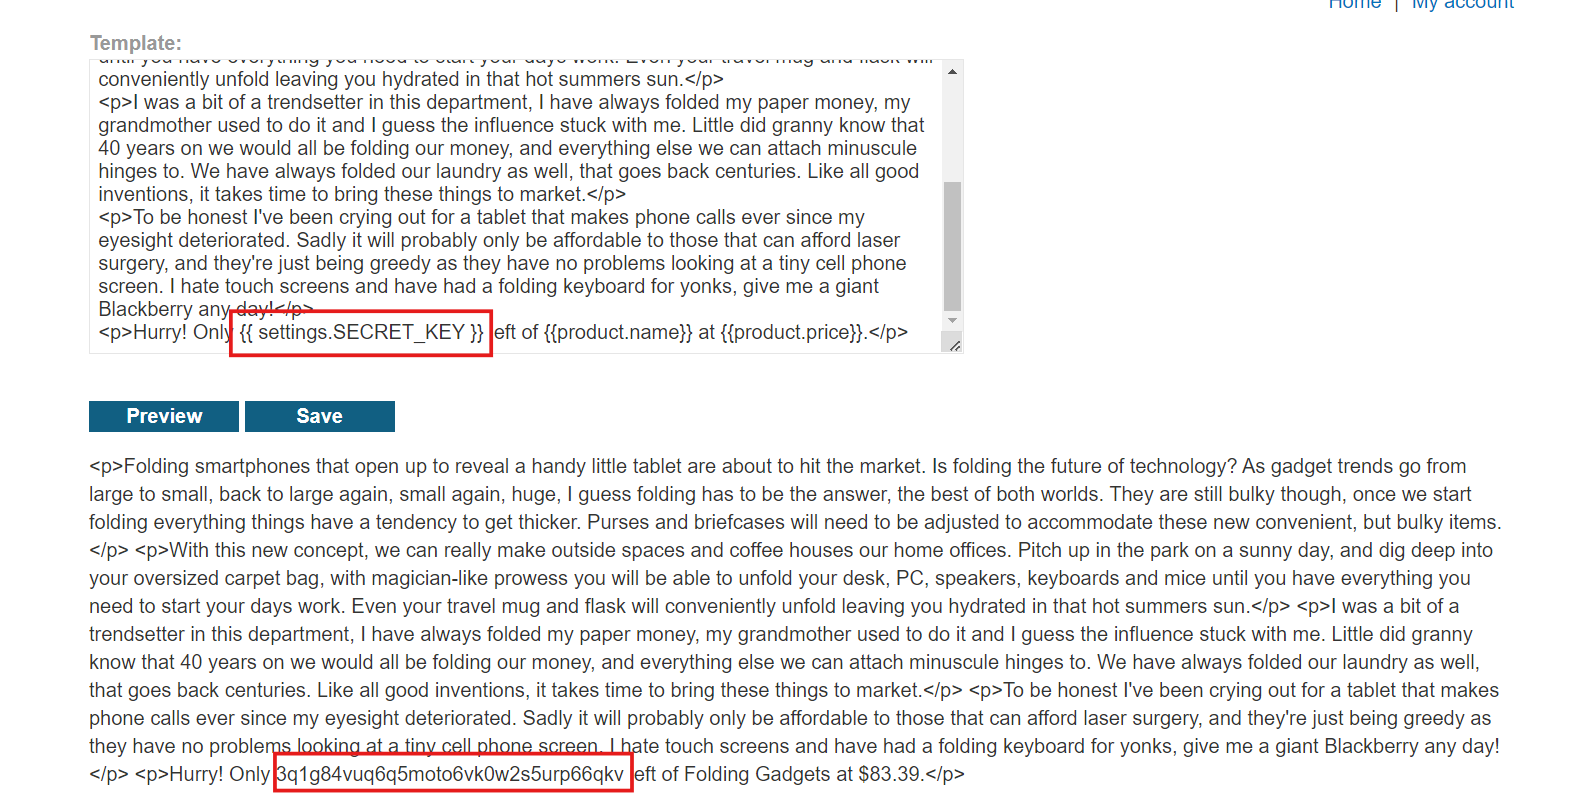 Home | My account
Template:
until you have everything you need to start your days work. Even your travel mug and flask will
conveniently unfold leaving you hydrated in that hot summers sun.</p>
<p>I was a bit of a trendsetter in this department, I have always folded my paper money, my
grandmother used to do it and I guess the influence stuck with me. Little did granny know that
40 years on we would all be folding our money, and everything else we can attach minuscule
hinges to. We have always folded our laundry as well, that goes back centuries. Like all good
inventions, it takes time to bring these things to market.</p>
<p>To be honest I've been crying out for a tablet that makes phone calls ever since my
eyesight deteriorated. Sadly it will probably only be affordable to those that can afford laser
surgery, and they're just being greedy as they have no problems looking at a tiny cell phone
screen. I hate touch screens and have had a folding keyboard for yonks, give me a giant
Blackberry any day!</p>
<p>Hurry! Only {{ settings.SECRET_KEY }} left of {{product.name}} at {{product.price}}.</p>
Preview Save
<p>Folding smartphones that open up to reveal a handy little tablet are about to hit the market. Is folding the future of technology? As gadget trends go from
large to small, back to large again, small again, huge, I guess folding has to be the answer, the best of both worlds. They are still bulky though, once we start
folding everything things have a tendency to get thicker. Purses and briefcases will need to be adjusted to accommodate these new convenient, but bulky items.
</p> <p>With this new concept, we can really make outside spaces and coffee houses our home offices. Pitch up in the park on a sunny day, and dig deep into
your oversized carpet bag, with magician-like prowess you will be able to unfold your desk, PC, speakers, keyboards and mice until you have everything you
need to start your days work. Even your travel mug and flask will conveniently unfold leaving you hydrated in that hot summers sun.</p> <p>I was a bit of a
trendsetter in this department, I have always folded my paper money, my grandmother used to do it and I guess the influence stuck with me. Little did granny
know that 40 years on we would all be folding our money, and everything else we can attach minuscule hinges to. We have always folded our laundry as well,
that goes back centuries. Like all good inventions, it takes time to bring these things to market.</p> <p>To be honest I've been crying out for a tablet that makes
phone calls ever since my eyesight deteriorated. Sadly it will probably only be affordable to those that can afford laser surgery, and they're just being greedy as
they have no problems looking at a tiny cell phone screen. I hate touch screens and have had a folding keyboard for yonks, give me a giant Blackberry any day!
</p> <p>Hurry! Only 3q1g84vuq6q5moto6vk0w2s5urp66qkv left of Folding Gadgets at $83.39.</p>